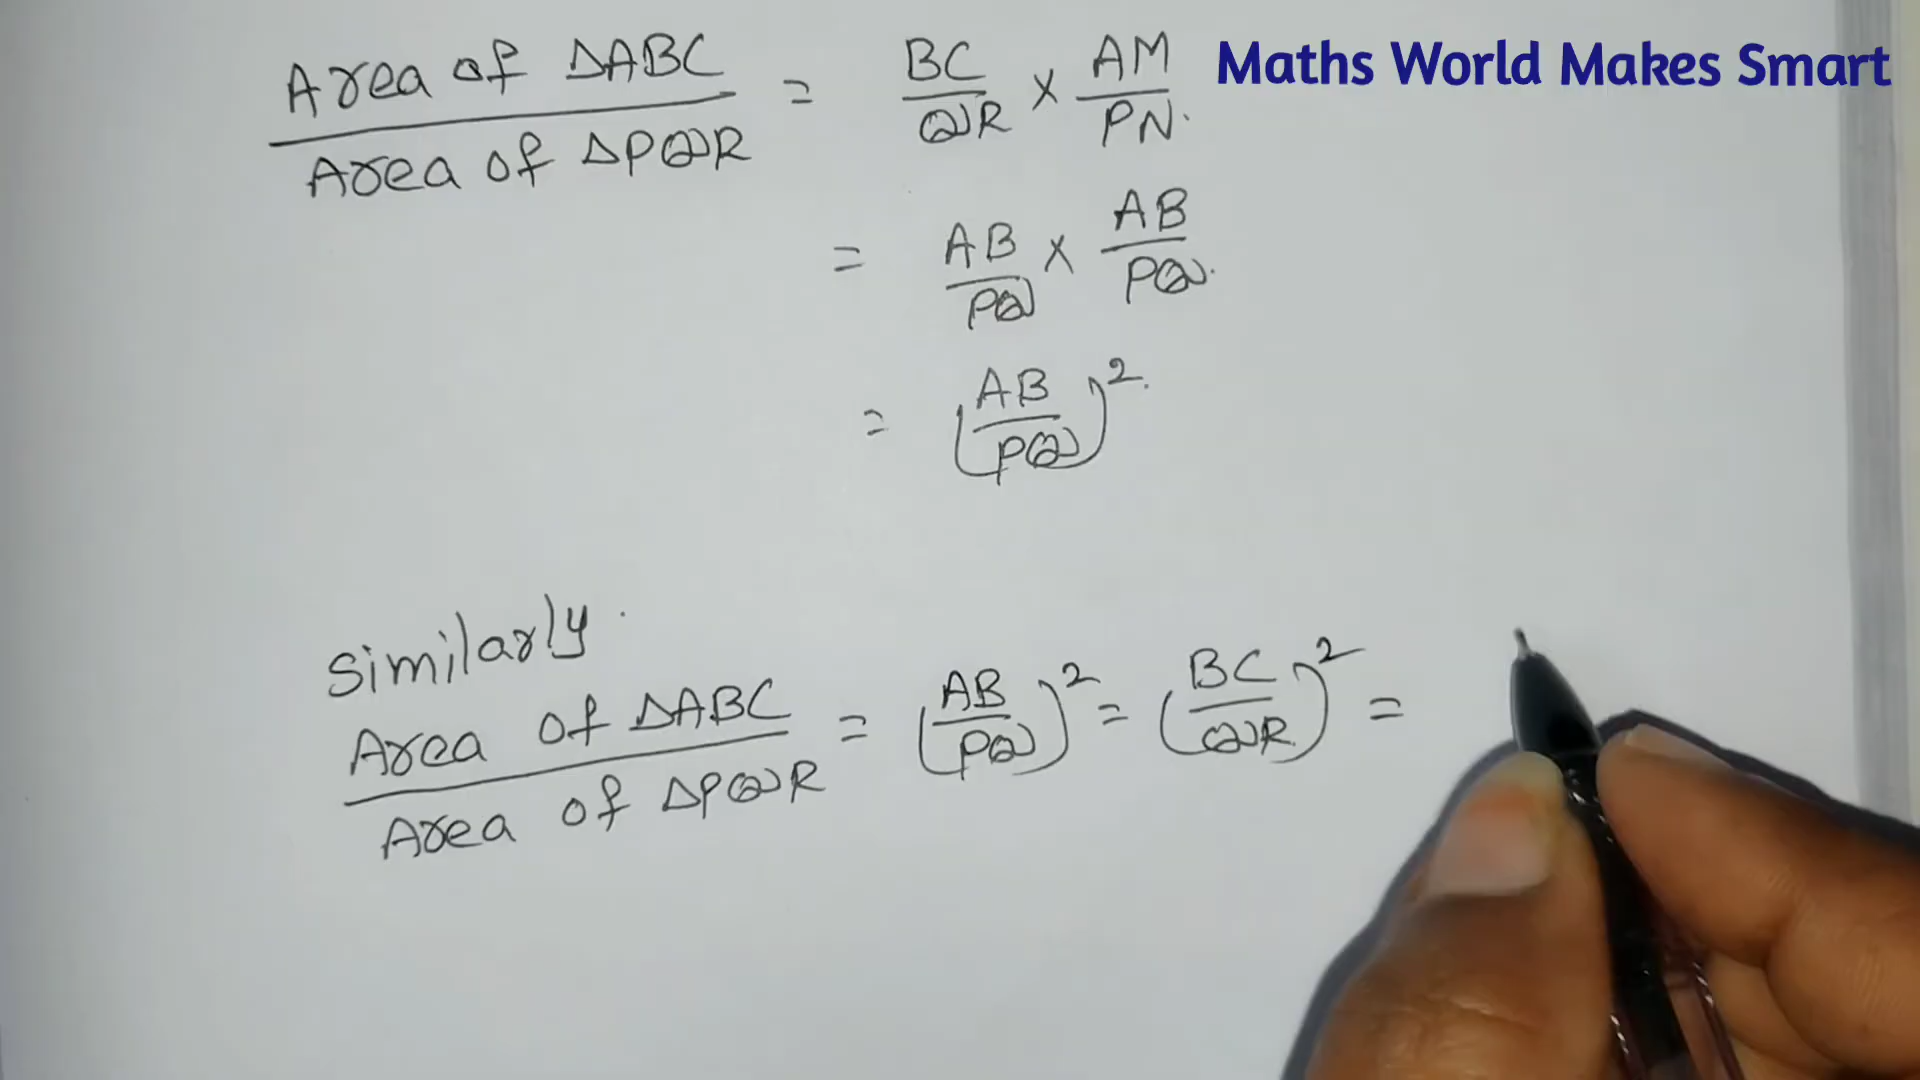 Maths World Makes Smart
Area of ΔABC / Area of ΔPQR = BC/QR × AM/PN.
= AB/PQ × AB/PQ.
= (AB/PQ)².
Similarly.
Area of ΔABC / Area of ΔPQR = (AB/PQ)² = (BC/QR)² =